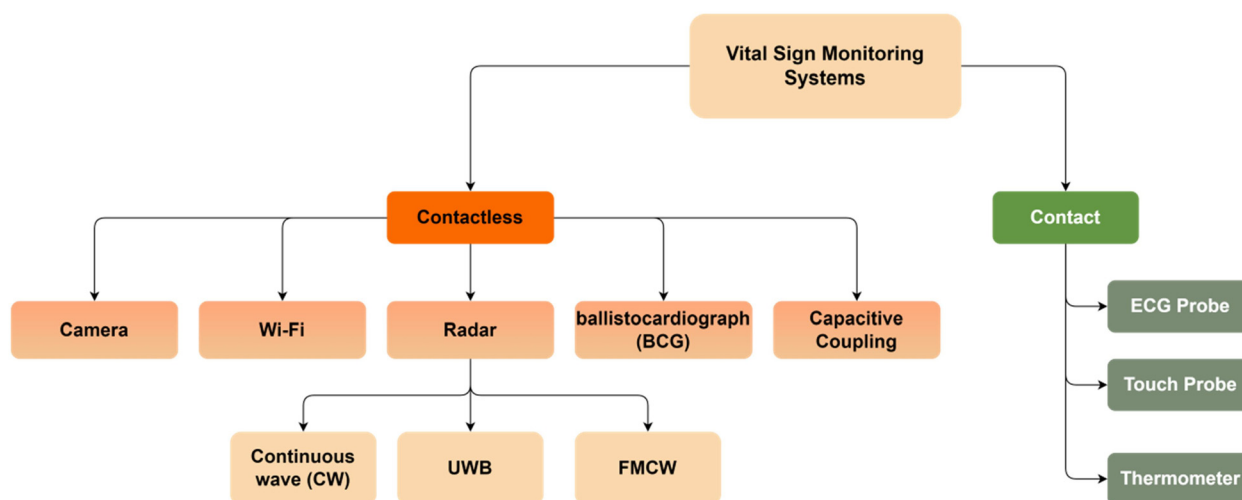 Vital Sign Monitoring
Systems
Contactless
Contact
Camera
Wi-Fi
Radar
ballistocardiograph
(BCG)
Capacitive
Coupling
ECG Probe
Touch Probe
Thermometer
Continuous
wave (CW)
UWB
FMCW